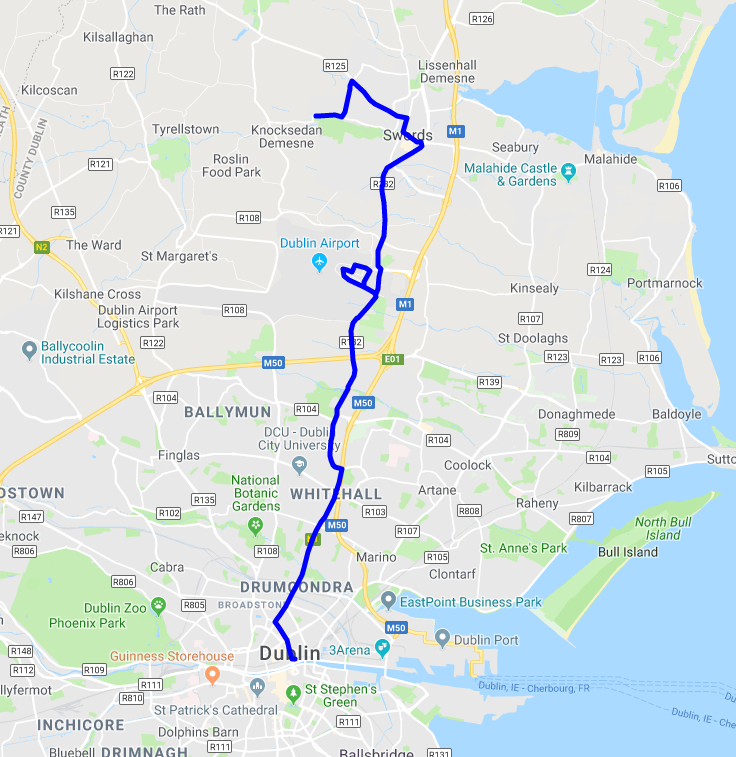 The Rath
R126
Kilsallaghan
R125
Lissenhall
Demesne
R122
Kilcoscan
Tyrellstown
Knocksedan
Demesne
Swords
M1
Seabury
Malahide
COUNTY DUBLIN
Roslin
Food Park
R121
Malahide Castle
& Gardens
R132
R106
R135
R108
R121
N2
The Ward
St Margaret's
Dublin Airport
R124
Kilshane Cross
Kinsealy
Portmarnock
Dublin Airport
Logistics Park
R108
M1
R107
R122
R132
St Doolaghs
Ballycoolin
Industrial Estate
M50
E01
R123
R123
R106
R139
R104
M50
BALLYMUN
R104
Donaghmede
Baldoyle
R809
DCU - Dublin
City University
R104
Finglas
Coolock
R104
Sutto
R105
National
Botanic
Gardens
DSTOWN
R135
WHITEHALL
Artane
Kilbarrack
Raheny
R147
R102
R103
R808
M50
R107
R807
North Bull
Island
eknock
R806
R108
Marino
R105
St. Anne's Park
Bull Island
Cabra
Clontarf
R806
DRUMCONDRA
Dublin Zoo
Phoenix Park
R805
BROADSTONE
EastPoint Business Park
M50
Dublin Port
R148
Guinness Storehouse
Dublin
3Arena
R109
llyfermot
R111
R810
St Stephen's
Green
Dublin, IE - Cherbourg, FR
St Patrick's Cathedral
R111
Dublin, IE - Che
INCHICORE
Dolphins Barn
R111
Bluebell
DRIMNAGH
Ballsbridge
R131